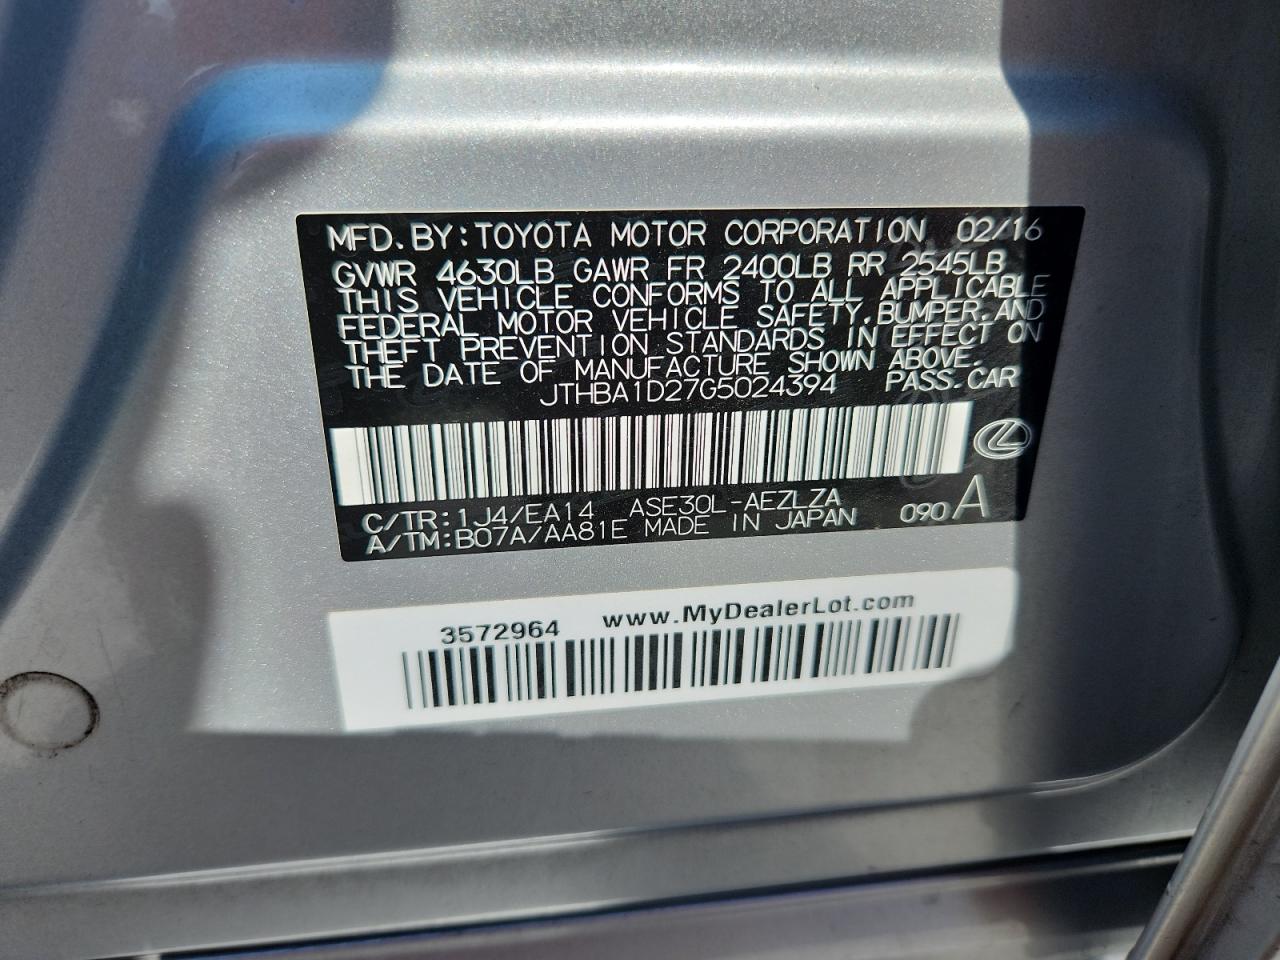 MFD.BY:TOYOTA MOTOR CORPORATION 02/16
GVWR 4630LB GAWR FR 2400LB RR 2545LB
THIS VEHICLE CONFORMS TO ALL APPLICABLE
FEDERAL MOTOR VEHICLE SAFETY,BUMPER,AND
THEFT PREVENTION STANDARDS IN EFFECT ON
THE DATE OF MANUFACTURE SHOWN ABOVE.
JTHBA1D27G5024394 PASS.CAR
C/TR:1J4/EA14 ASE30L-AEZLZA
A/TM:B07A/AA81E MADE IN JAPAN 090 A
3572964 www.MyDealerLot.com